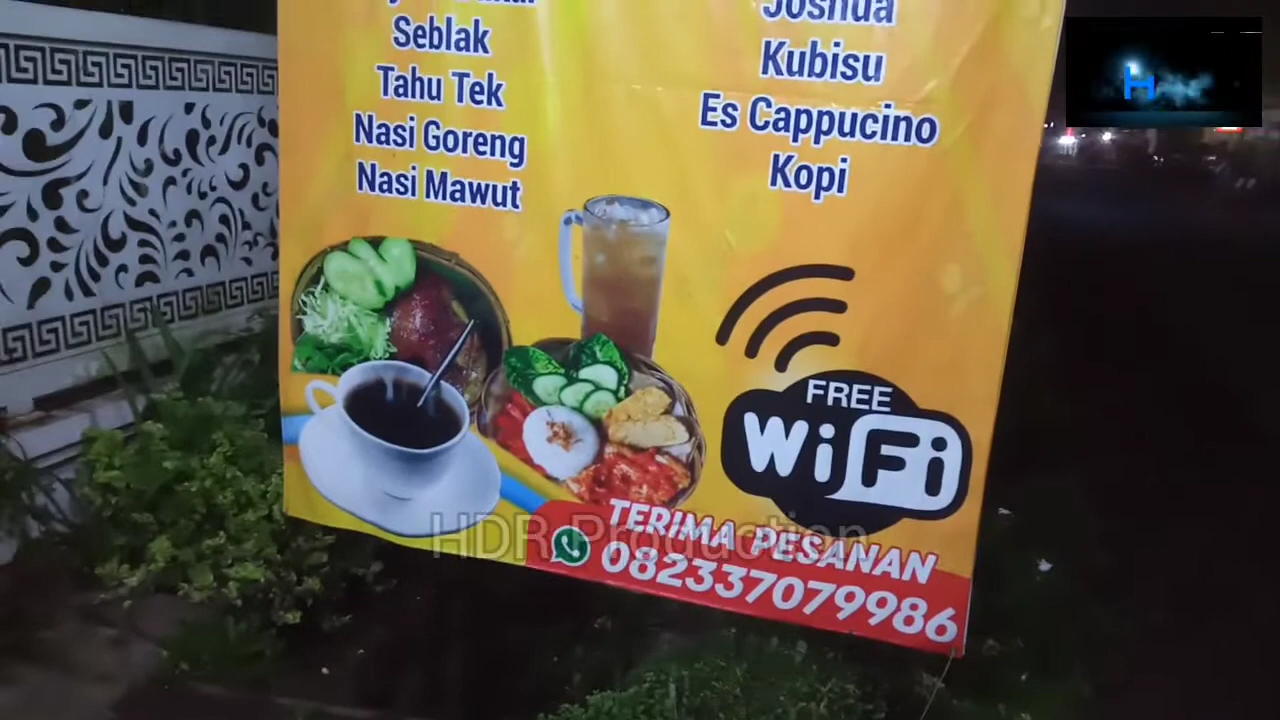 Seblak
Tahu Tek
Nasi Goreng
Nasi Mawut
Joshua
Kubisu
Es Cappucino
Kopi
FREE
WiFi
TERIMA PESANAN
082337079986
HDR Production
H